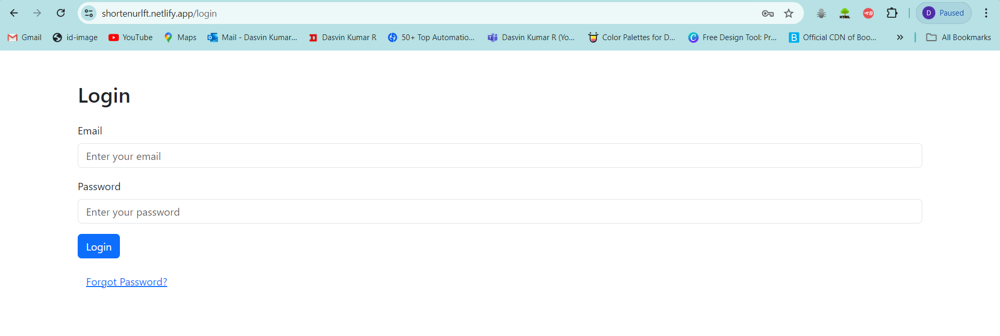 shortenurlft.netlify.app/login
HTML
B
D Paused
Gmail id-image YouTube Maps Mail - Dasvin Kumar... Dasvin Kumar R 50+ Top Automatio... Dasvin Kumar R (Yo... Color Palettes for D... Free Design Tool: Pr... B Official CDN of Boo... All Bookmarks
Login
Email
Enter your email
Password
Enter your password
Login
Forgot Password?